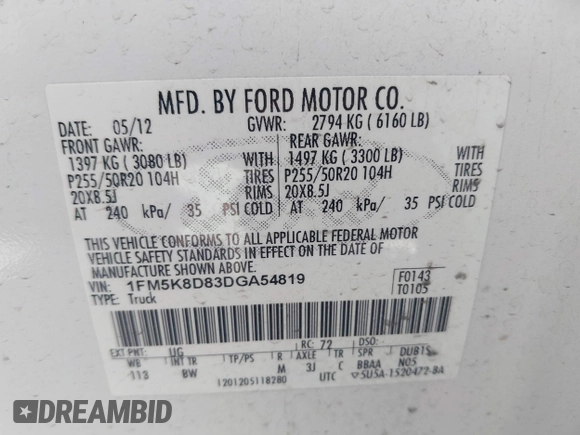 MFD. BY FORD MOTOR CO.
DATE: 05/12 GVWR: 2794 KG ( 6160 LB)
FRONT GAWR: REAR GAWR:
1397 KG ( 3080 LB) WITH 1497 KG ( 3300 LB) WITH
P255/50R20 104H TIRES P255/50R20 104H TIRES
20X8.5J RIMS 20X8.5J RIMS
AT 240 kPa/ 35 PSI COLD AT 240 kPa/ 35 PSI COLD
THIS VEHICLE CONFORMS TO ALL APPLICABLE FEDERAL MOTOR
VEHICLE SAFETY STANDARDS IN EFFECT ON THE DATE OF
MANUFACTURE SHOWN ABOVE.
VIN: 1FM5K8D83DGA54819 F0143
TYPE: Truck T0105
EXT PNT: UG RC: 72 DSO:
WB INT TR TP/PS R AXLE TR SPR DUB1S
113 BW M 3J C BBAA N05
1201205118280 UTC 5U5A-1520472-BA
DREAMBID